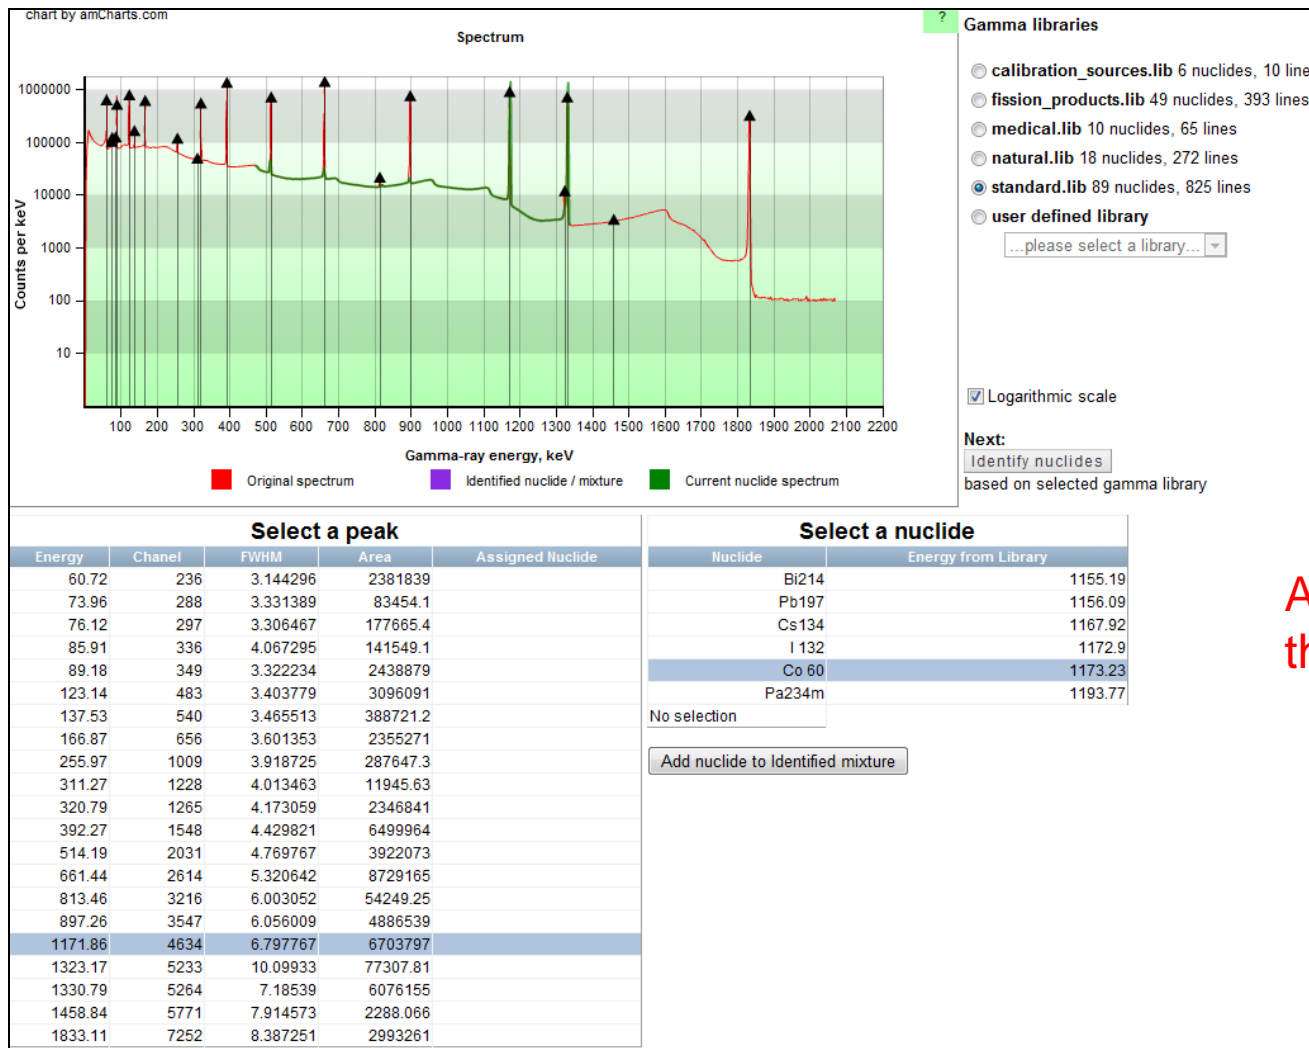 chart by amCharts.com
?
Spectrum
Counts per keV
1000000
100000
10000
1000
100
10
100 200 300 400 500 600 700 800 900 1000 1100 1200 1300 1400 1500 1600 1700 1800 1900 2000 2100 2200
Gamma-ray energy, keV
Original spectrum Identified nuclide / mixture Current nuclide spectrum
Gamma libraries
calibration_sources.lib 6 nuclides, 10 line
fission_products.lib 49 nuclides, 393 lines
medical.lib 10 nuclides, 65 lines
natural.lib 18 nuclides, 272 lines
standard.lib 89 nuclides, 825 lines
user defined library
...please select a library...
Logarithmic scale
Next:
Identify nuclides
based on selected gamma library
Select a peak
Energy Chanel FWHM Area Assigned Nuclide
60.72 236 3.144296 2381839
73.96 288 3.331389 83454.1
76.12 297 3.306467 177665.4
85.91 336 4.067295 141549.1
89.18 349 3.322234 2438879
123.14 483 3.403779 3096091
137.53 540 3.465513 388721.2
166.87 656 3.601353 2355271
255.97 1009 3.918725 287647.3
311.27 1228 4.013463 11945.63
320.79 1265 4.173059 2346841
392.27 1548 4.429821 6499964
514.19 2031 4.769767 3922073
661.44 2614 5.320642 8729165
813.46 3216 6.003052 54249.25
897.26 3547 6.056009 4886539
1171.86 4634 6.797767 6703797
1323.17 5233 10.09933 77307.81
1330.79 5264 7.18539 6076155
1458.84 5771 7.914573 2288.066
1833.11 7252 8.387251 2993261
Select a nuclide
Nuclide Energy from Library
Bi214 1155.19
Pb197 1156.09
Cs134 1167.92
I 132 1172.9
Co 60 1173.23
Pa234m 1193.77
No selection
Add nuclide to Identified mixture
A
th